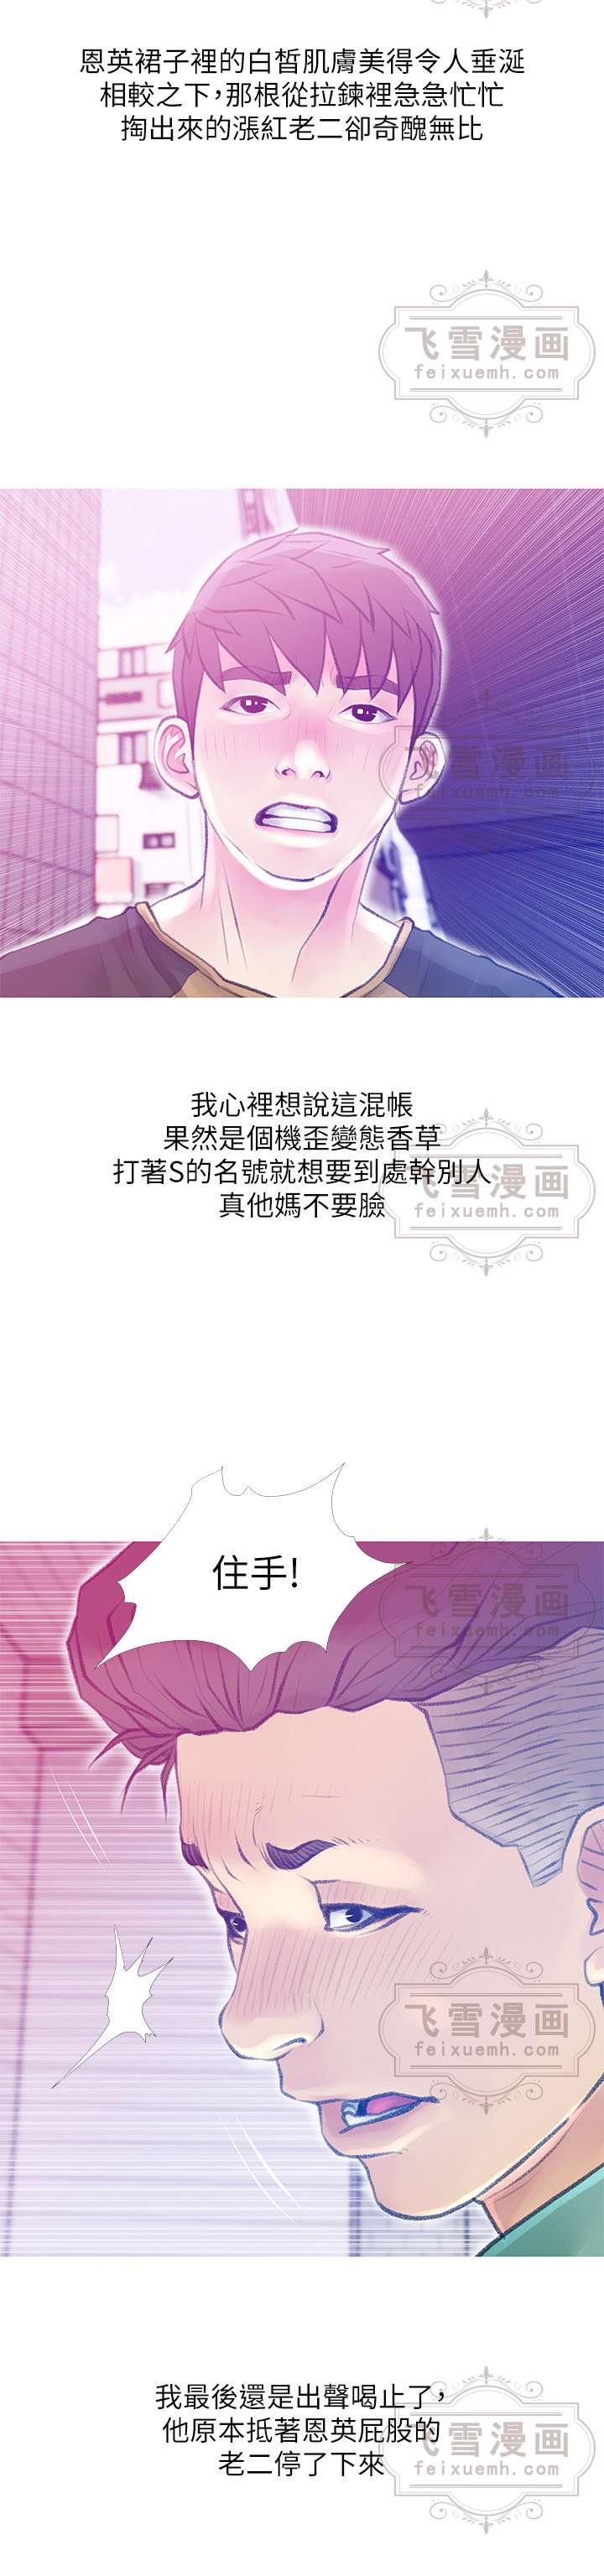 恩英裙子裡的白皙肌膚美得令人垂涎
相較之下，那根從拉鍊裡急急忙忙
掏出來的漲紅老二卻奇醜無比
飞雪漫画
feixuemh.com
飞雪漫画
feixuemh.com
我心裡想說這混帳
果然是個機歪變態香草
打著S的名號就想要到處幹別人
真他媽不要臉
飞雪漫画
feixuemh.com
住手!
飞雪漫画
feixuemh.com
飞雪漫画
feixuemh.com
我最後還是出聲喝止了，
他原本抵著恩英屁股的
老二停了下來
飞雪漫画
feixuemh.com